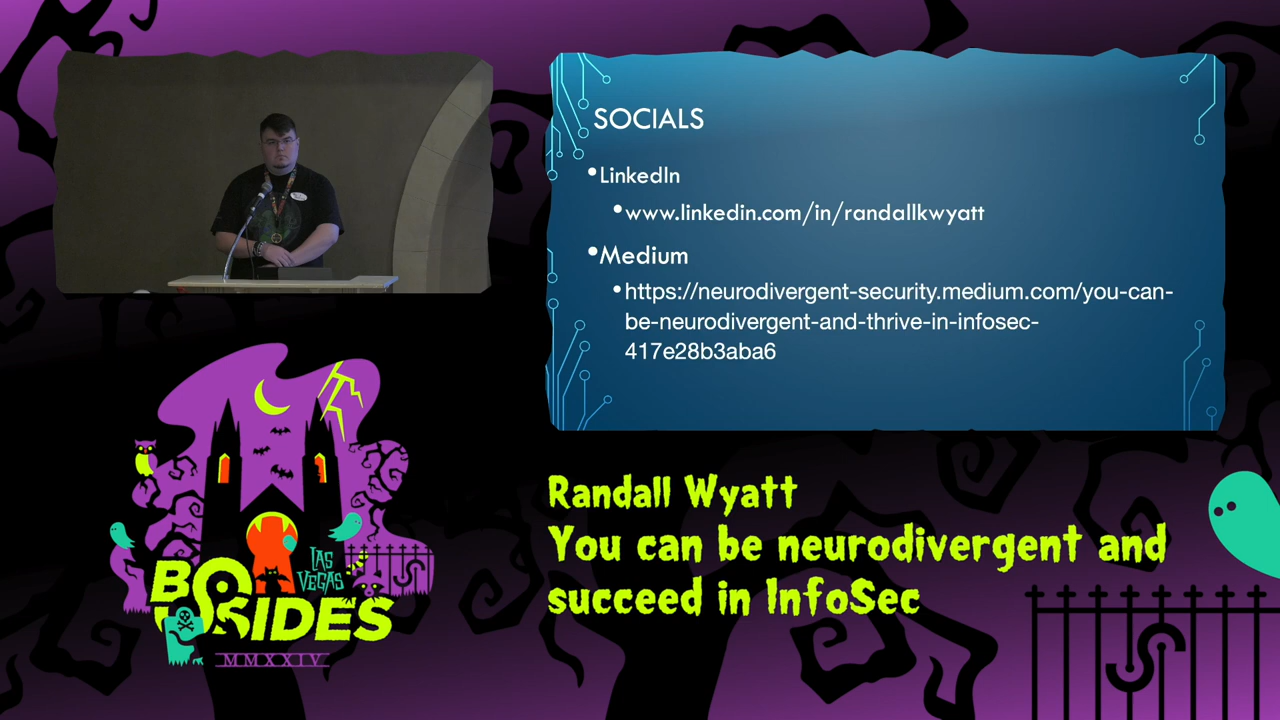 SOCIALS
•LinkedIn
•www.linkedin.com/in/randallkwyatt
•Medium
•https://neurodivergent-security.medium.com/you-can-
be-neurodivergent-and-thrive-in-infosec-
417e28b3aba6
LAS
VEGAS
BSIDES
MMXXIV
Randall Wyatt
You can be neurodivergent and
succeed in InfoSec